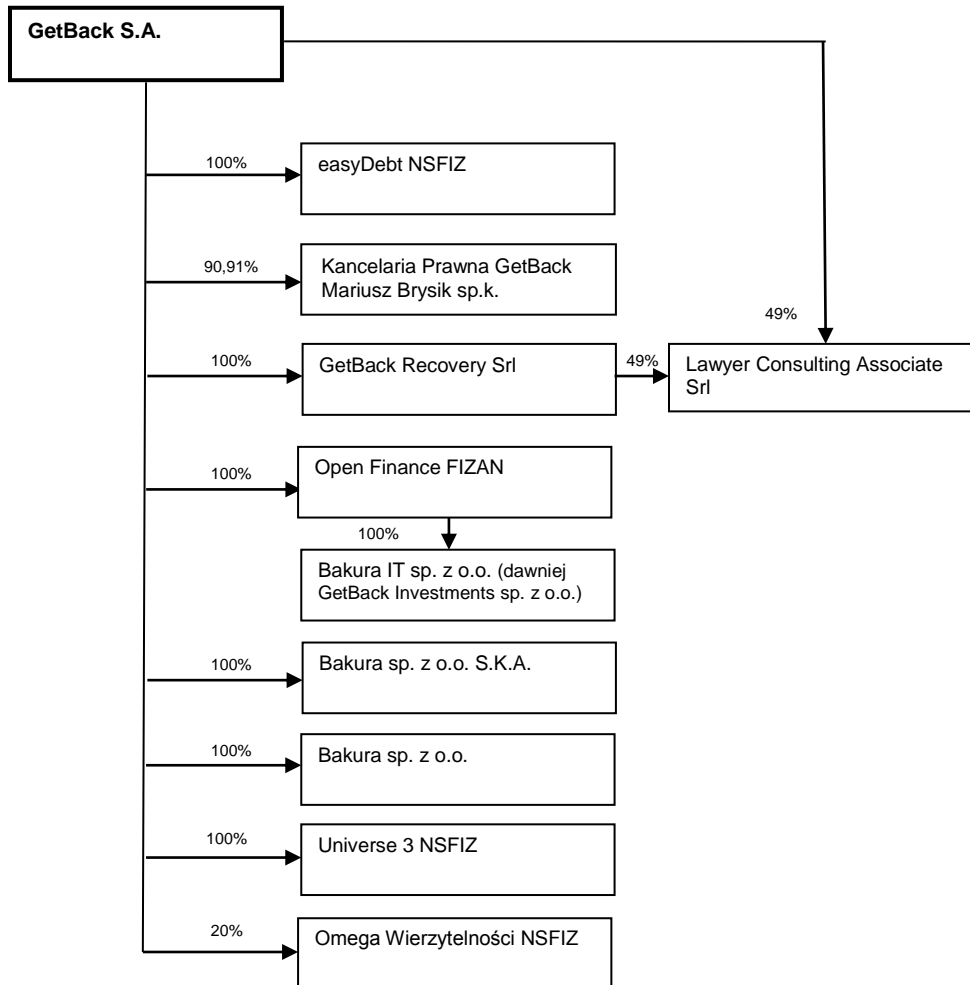 GetBack S.A.
100%
easyDebt NSFIZ
90,91%
Kancelaria Prawna GetBack
Mariusz Brysik sp.k.
49%
100%
GetBack Recovery Srl
49%
Lawyer Consulting Associate
Srl
100%
Open Finance FIZAN
100%
Bakura IT sp. z o.o. (dawniej
GetBack Investments sp. z o.o.)
100%
Bakura sp. z o.o. S.K.A.
100%
Bakura sp. z o.o.
100%
Universe 3 NSFIZ
20%
Omega Wierzytelności NSFIZ